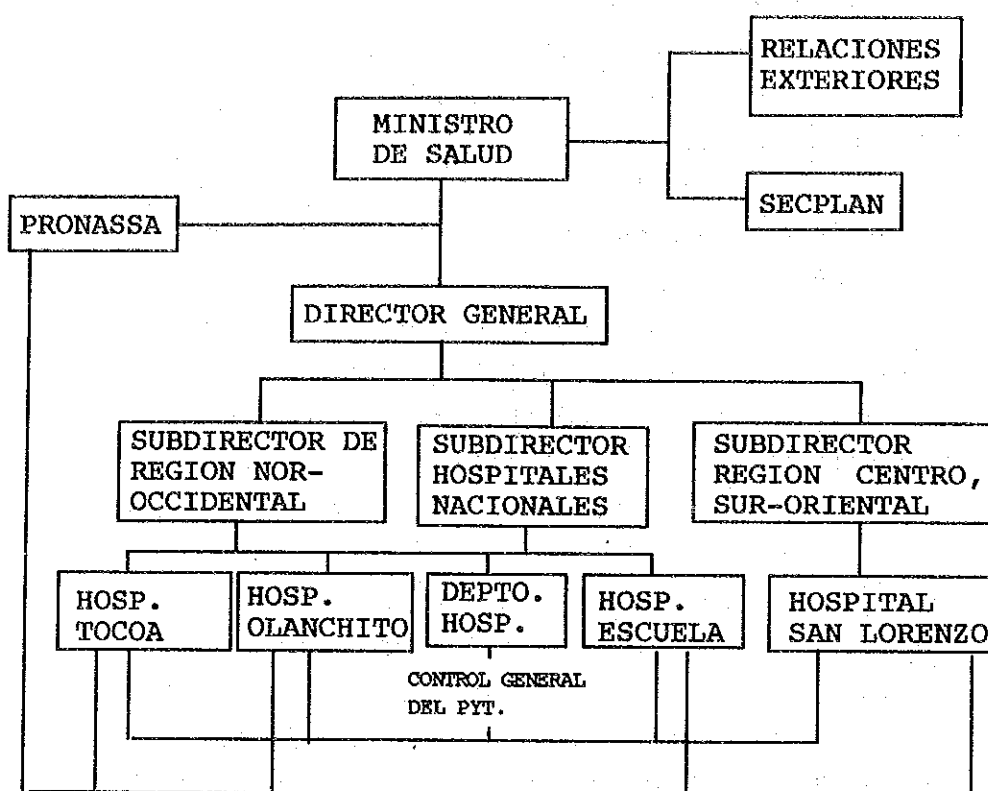 RELACIONES
EXTERIORES
MINISTRO
DE SALUD
SECPLAN
PRONASSA
DIRECTOR GENERAL
SUBDIRECTOR DE
REGION NOR-
OCCIDENTAL
SUBDIRECTOR
HOSPITALES
NACIONALES
SUBDIRECTOR
REGION CENTRO,
SUR-ORIENTAL
HOSP.
TOCOA
HOSP.
OLANCHITO
DEPTO.
HOSP.
HOSP.
ESCUELA
HOSPITAL
SAN LORENZO
CONTROL GENERAL
DEL PYT.